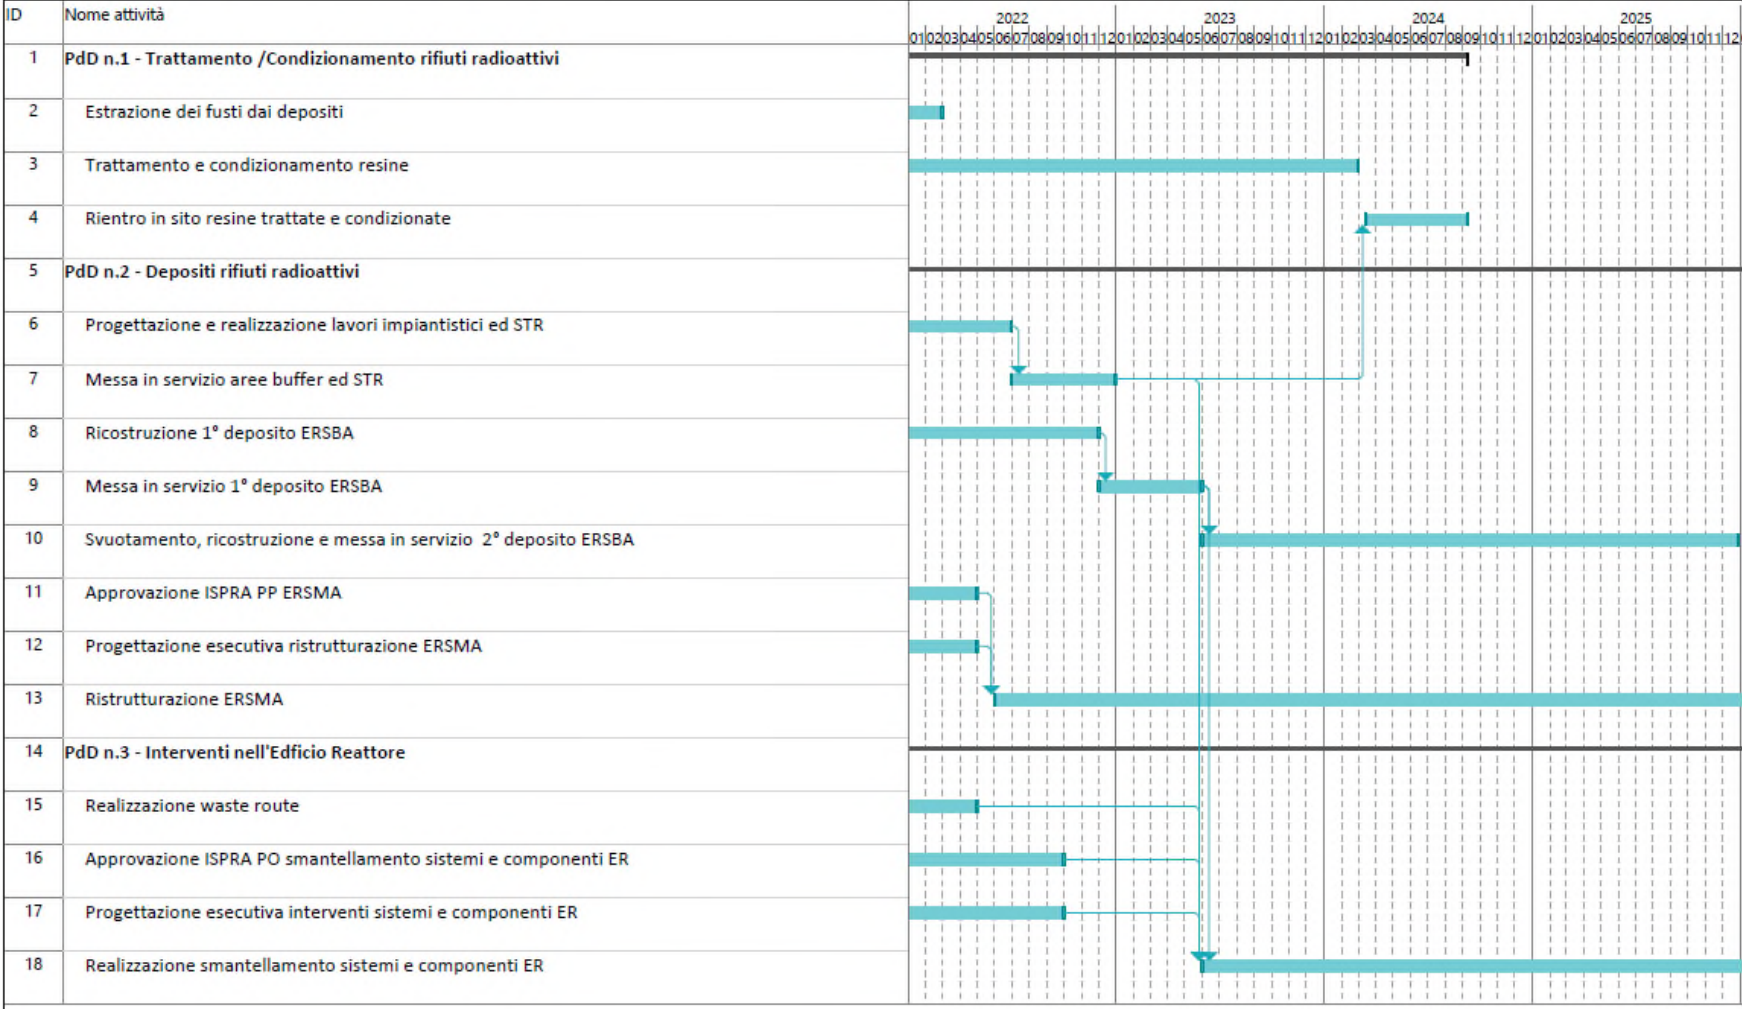 ID Nome attività 2022 2023 2024 2025
01 02 03 04 05 06 07 08 09 10 11 12 01 02 03 04 05 06 07 08 09 10 11 12 01 02 03 04 05 06 07 08 09 10 11 12 01 02 03 04 05 06 07 08 09 10 11 12
1 PdD n.1 - Trattamento /Condizionamento rifiuti radioattivi
2 Estrazione dei fusti dai depositi
3 Trattamento e condizionamento resine
4 Rientro in sito resine trattate e condizionate
5 PdD n.2 - Depositi rifiuti radioattivi
6 Progettazione e realizzazione lavori impiantistici ed STR
7 Messa in servizio aree buffer ed STR
8 Ricostruzione 1° deposito ERSBA
9 Messa in servizio 1° deposito ERSBA
10 Svuotamento, ricostruzione e messa in servizio 2° deposito ERSBA
11 Approvazione ISPRA PP ERSMA
12 Progettazione esecutiva ristrutturazione ERSMA
13 Ristrutturazione ERSMA
14 PdD n.3 - Interventi nell'Edificio Reattore
15 Realizzazione waste route
16 Approvazione ISPRA PO smantellamento sistemi e componenti ER
17 Progettazione esecutiva interventi sistemi e componenti ER
18 Realizzazione smantellamento sistemi e componenti ER